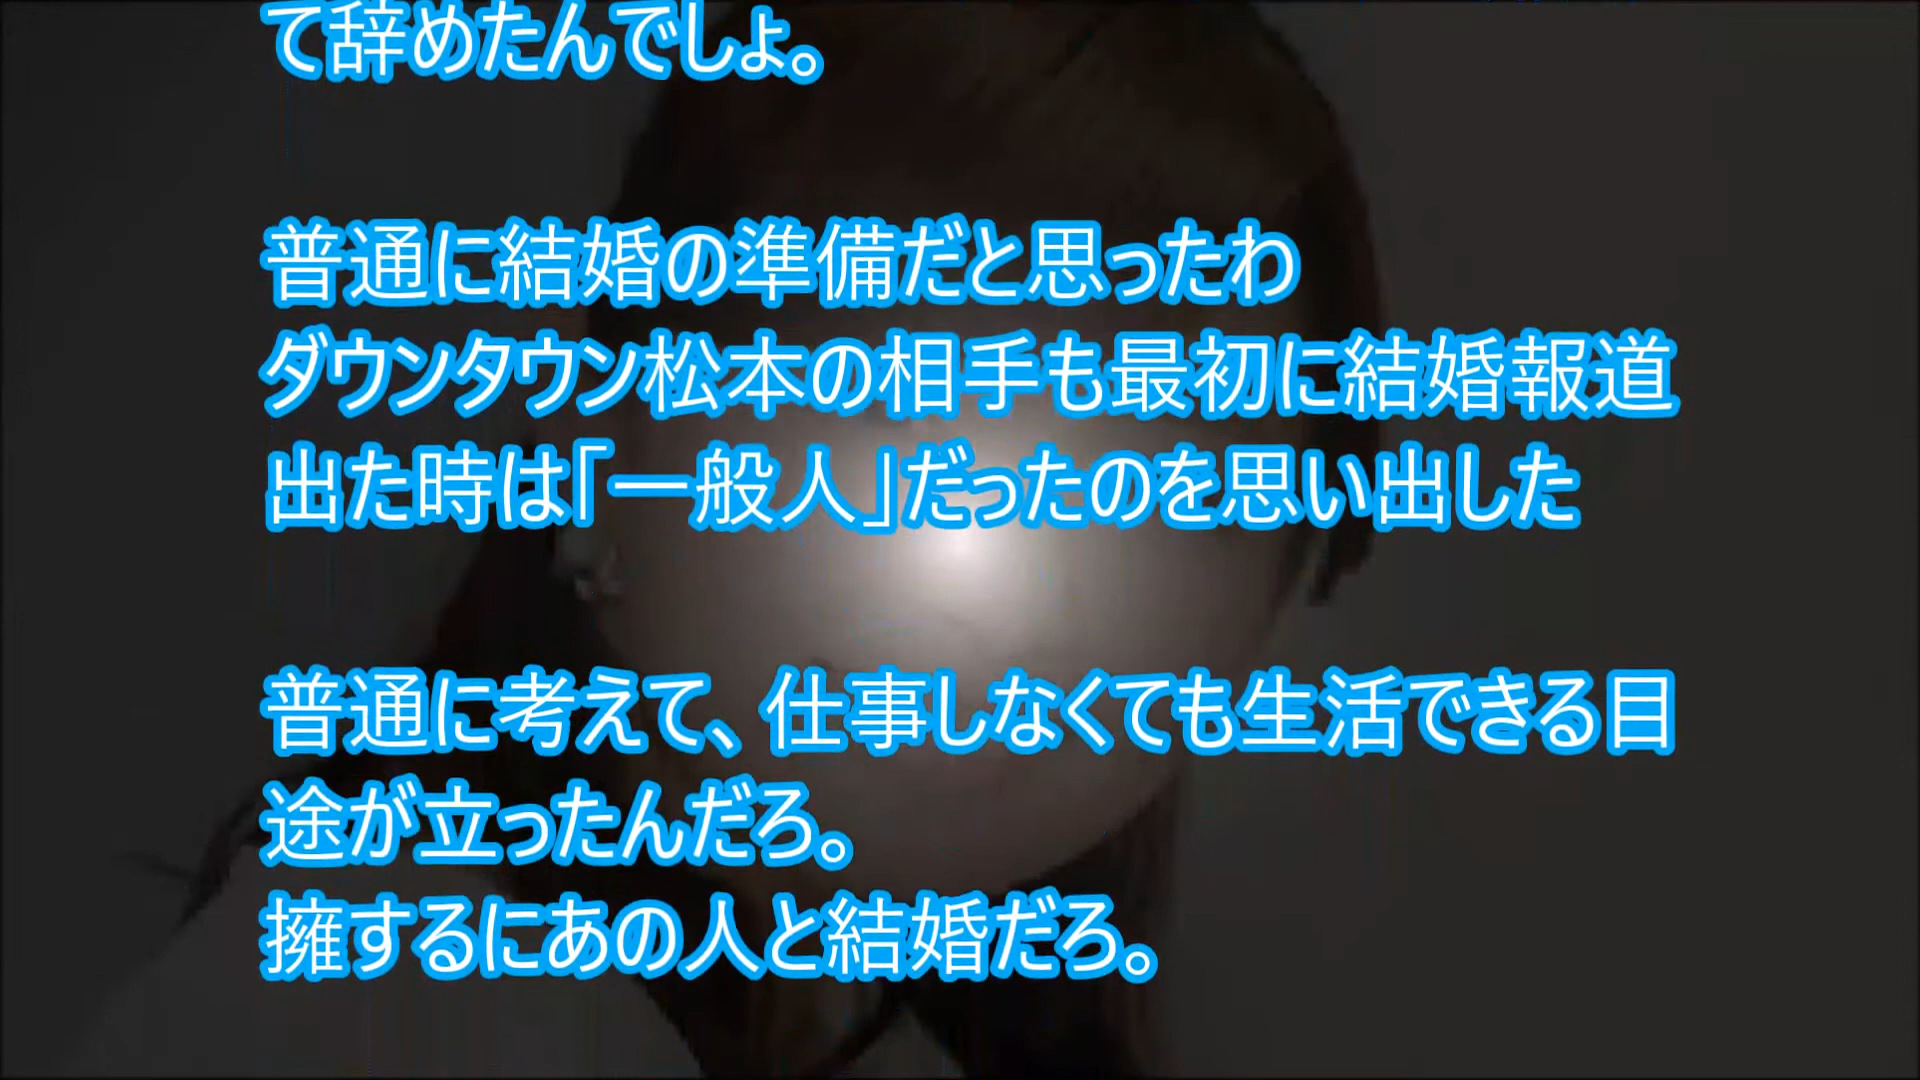 て辞めたんでしょ。
普通に結婚の準備だと思ったわ
ダウンタウン松本の相手も最初に結婚報道
出た時は「一般人」だったのを思い出した
普通に考えて、仕事しなくても生活できる目
途が立ったんだろ。
擁するにあの人と結婚だろ。